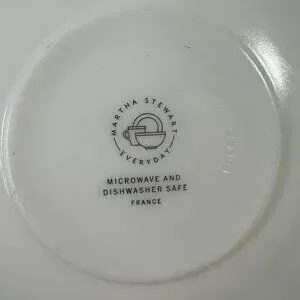 MARTHA STEWART
EVERYDAY
MICROWAVE AND
DISHWASHER SAFE
FRANCE